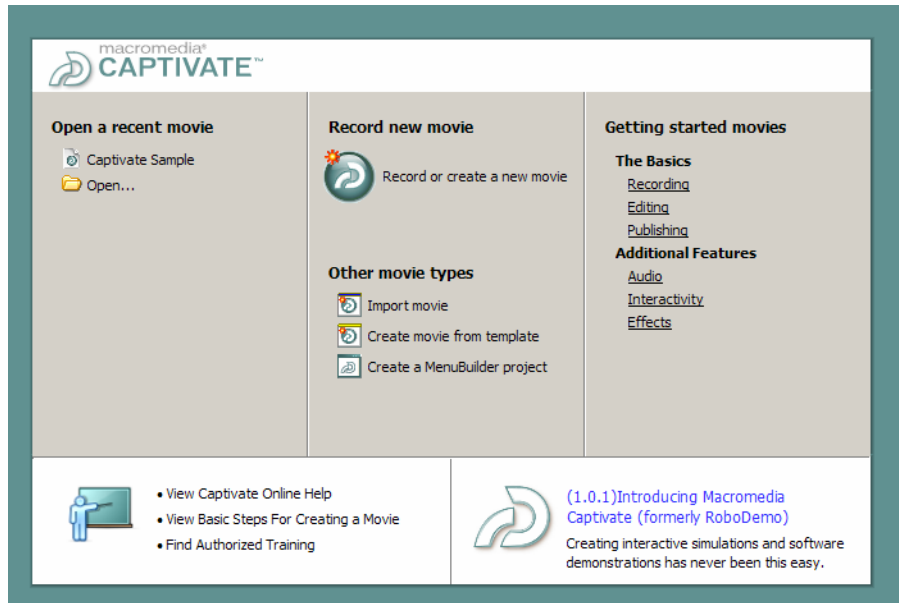 macromedia®
CAPTIVATE™
Open a recent movie
Captivate Sample
Open...
Record new movie
Record or create a new movie
Other movie types
Import movie
Create movie from template
Create a MenuBuilder project
Getting started movies
The Basics
Recording
Editing
Publishing
Additional Features
Audio
Interactivity
Effects
• View Captivate Online Help
• View Basic Steps For Creating a Movie
• Find Authorized Training
(1.0.1)Introducing Macromedia
Captivate (formerly RoboDemo)
Creating interactive simulations and software
demonstrations has never been this easy.